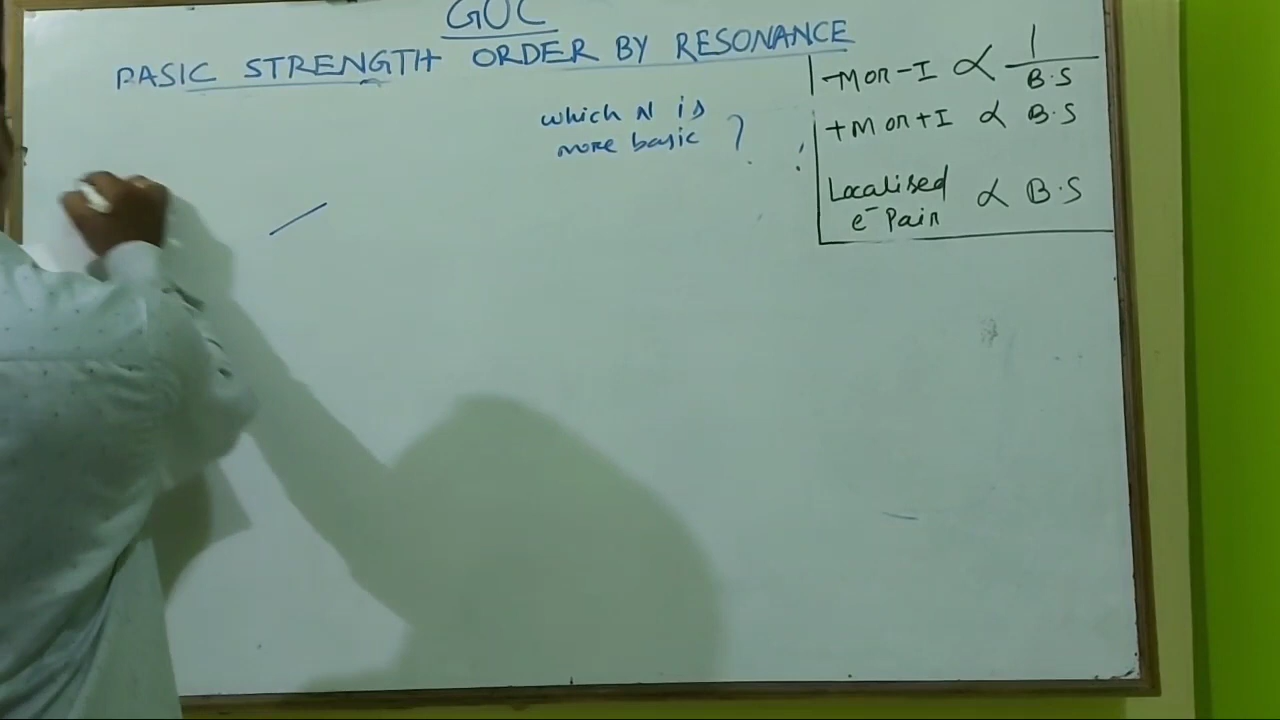 GOC
BASIC STRENGTH ORDER BY RESONANCE
which N is
more basic ?
-M or -I ∝ 1/B.S
+M or +I ∝ B.S
Localised
e⁻ Pair ∝ B.S